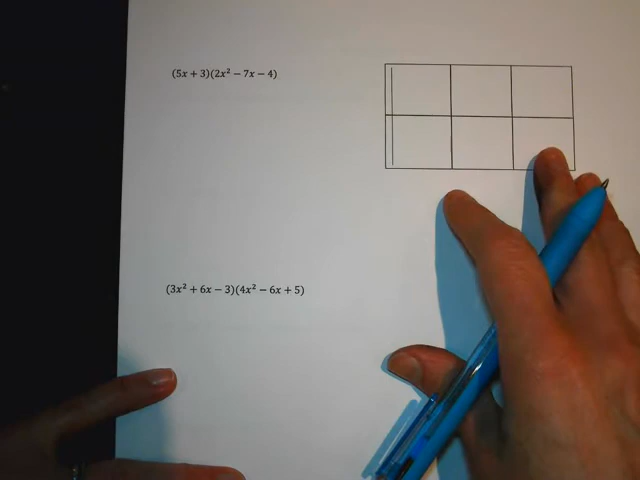 (5x + 3)(2x² − 7x − 4)
(3x² + 6x − 3)(4x² − 6x + 5)